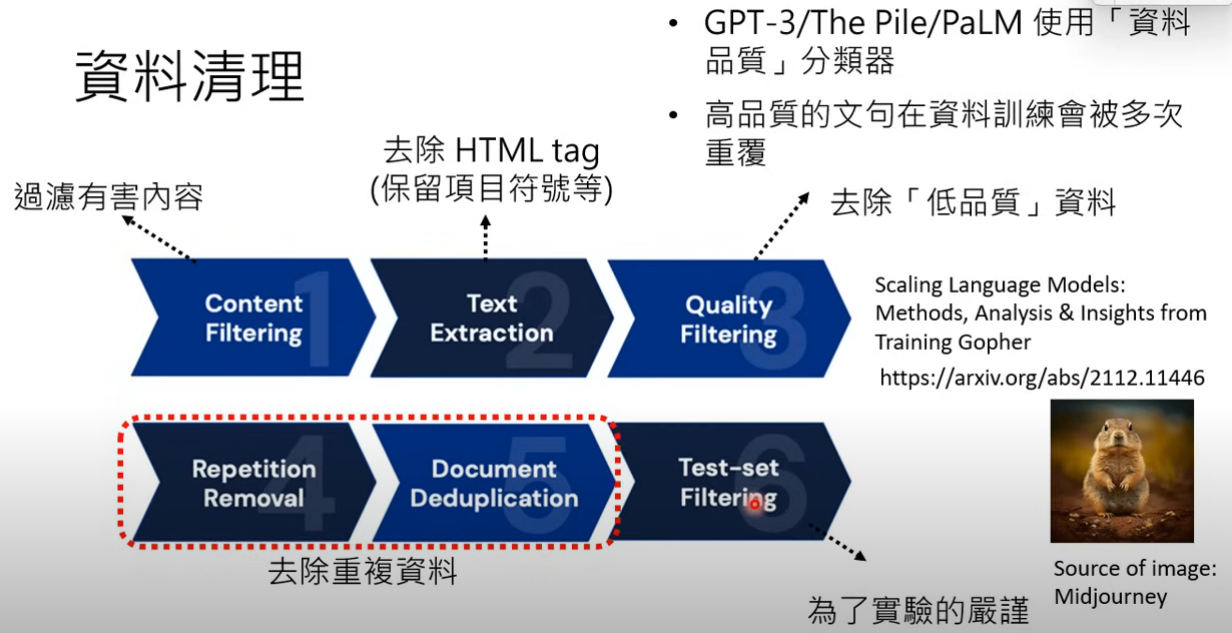 資料清理
• GPT-3/The Pile/PaLM 使用「資料
品質」分類器
• 高品質的文句在資料訓練會被多次
重覆
過濾有害內容
去除 HTML tag
(保留項目符號等)
去除「低品質」資料
1
Content
Filtering
2
Text
Extraction
3
Quality
Filtering
Scaling Language Models:
Methods, Analysis & Insights from
Training Gopher
https://arxiv.org/abs/2112.11446
4
Repetition
Removal
5
Document
Deduplication
6
Test-set
Filtering
去除重複資料
為了實驗的嚴謹
Source of image:
Midjourney